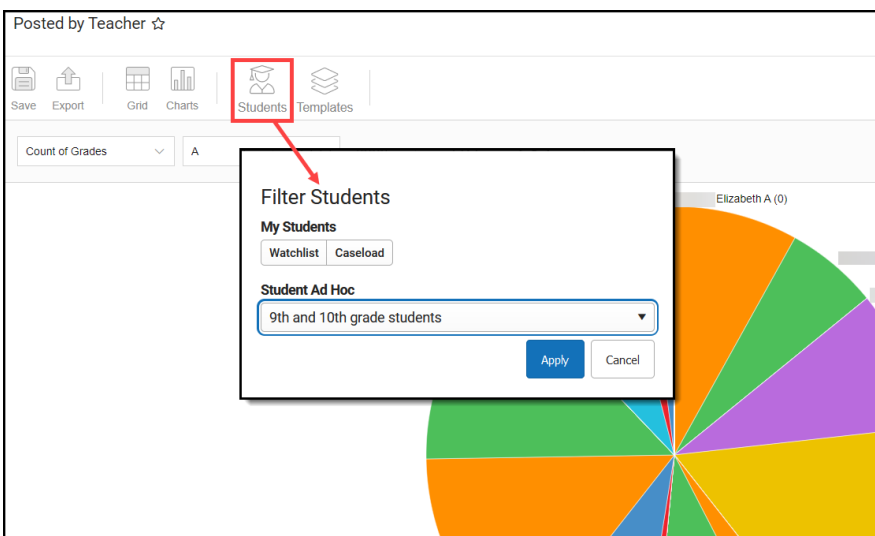 Posted by Teacher ☆
Save Export Grid Charts Students Templates
Count of Grades A
Filter Students
My Students
Watchlist Caseload
Student Ad Hoc
9th and 10th grade students
Apply Cancel
Elizabeth A (0)